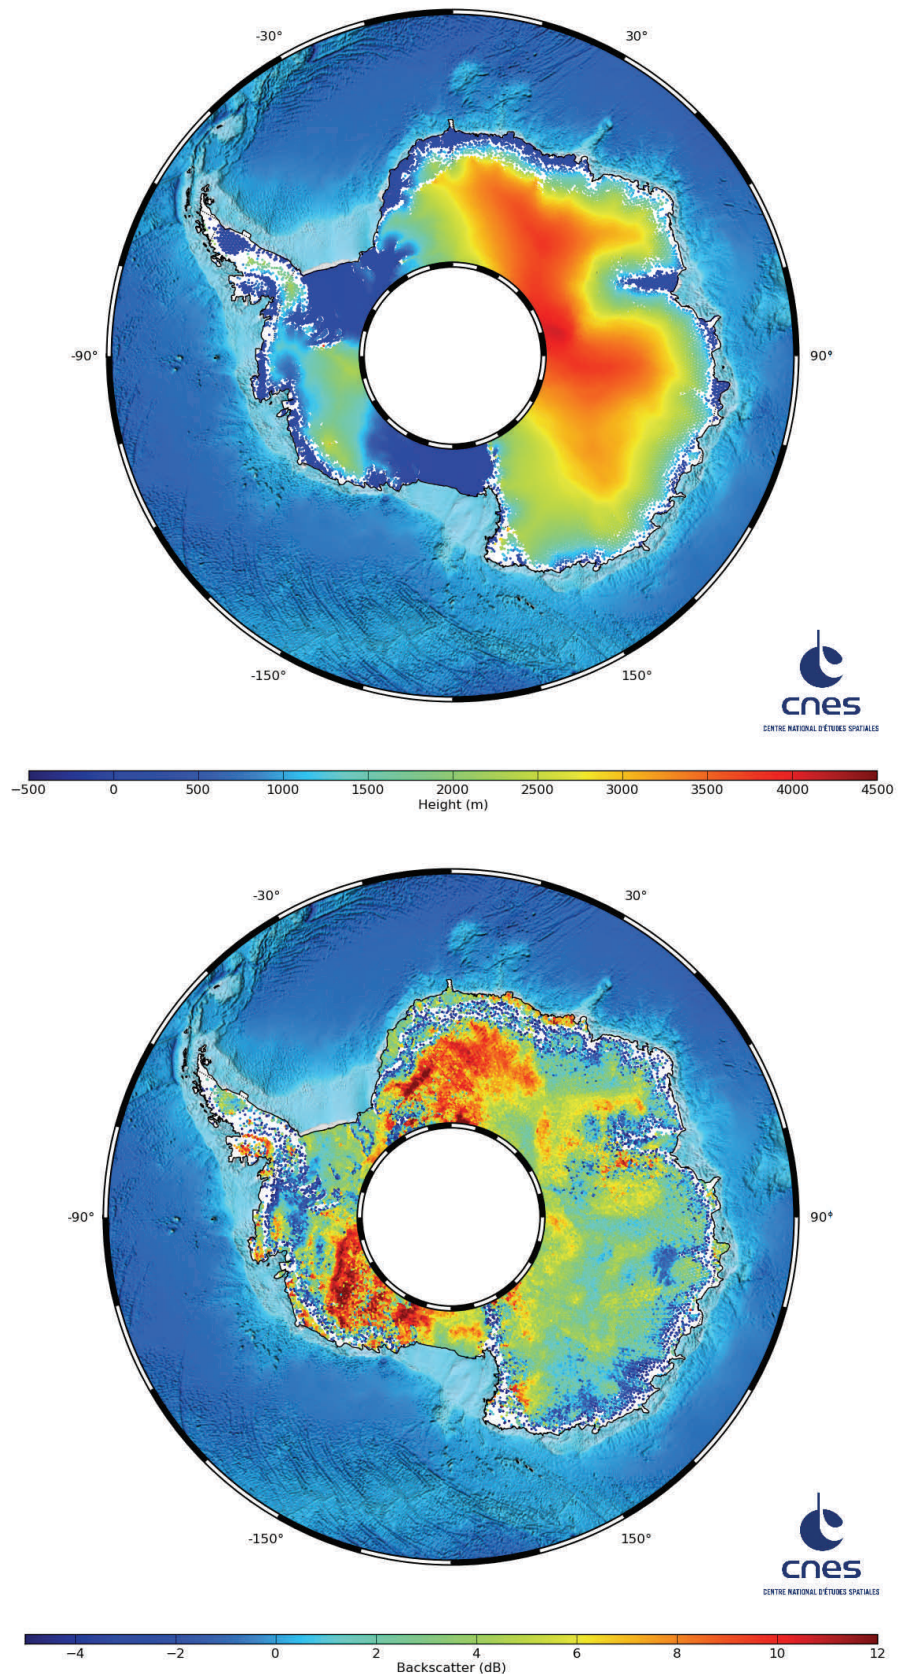 -30° 30°
-90° 90°
-150° 150°
cnes
CENTRE NATIONAL D'ÉTUDES SPATIALES
−500 0 500 1000 1500 2000 2500 3000 3500 4000 4500
Height (m)
-30° 30°
-90° 90°
-150° 150°
cnes
CENTRE NATIONAL D'ÉTUDES SPATIALES
−4 −2 0 2 4 6 8 10 12
Backscatter (dB)